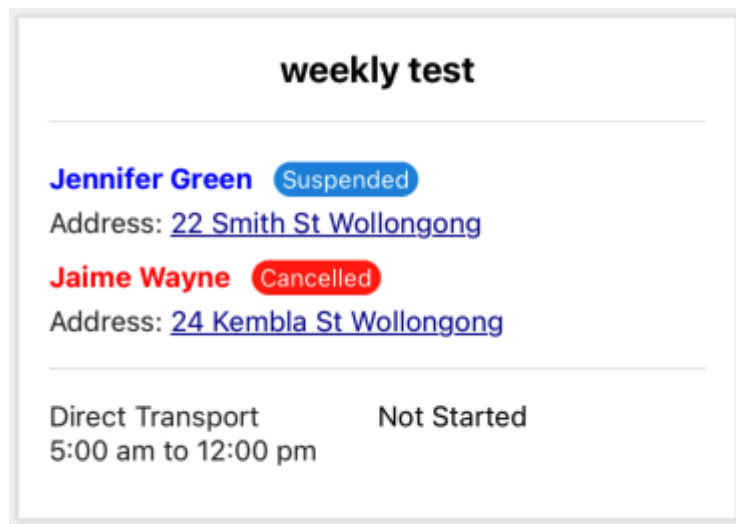 weekly test
Jennifer Green Suspended
Address: 22 Smith St Wollongong
Jaime Wayne Cancelled
Address: 24 Kembla St Wollongong
Direct Transport Not Started
5:00 am to 12:00 pm